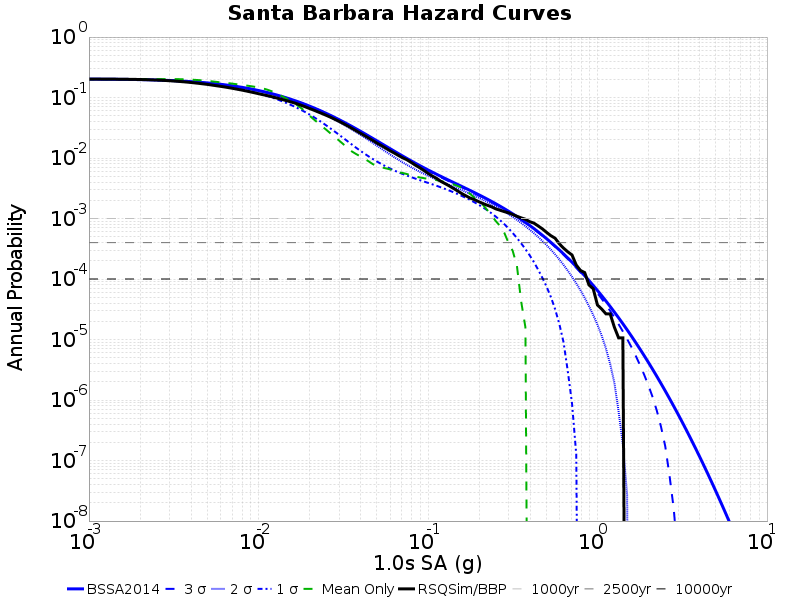 Santa Barbara Hazard Curves
Annual Probability
10^0
10^-1
10^-2
10^-3
10^-4
10^-5
10^-6
10^-7
10^-8
10^-3 10^-2 10^-1 10^0 10^1
1.0s SA (g)
BSSA2014 3 σ 2 σ 1 σ Mean Only RSQSim/BBP 1000yr 2500yr 10000yr